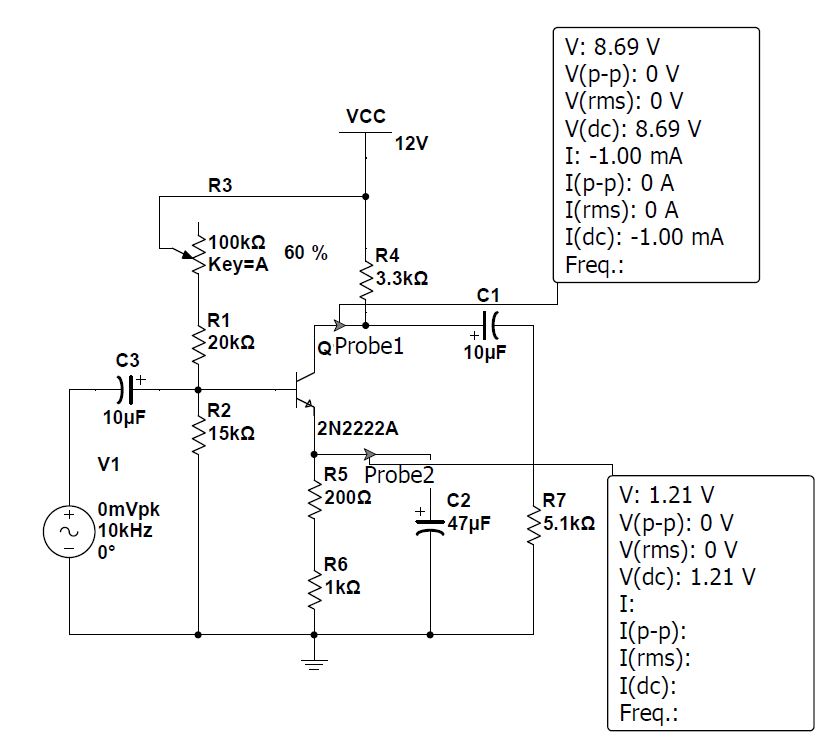 V: 8.69 V
V(p-p): 0 V
V(rms): 0 V
V(dc): 8.69 V
I: -1.00 mA
I(p-p): 0 A
I(rms): 0 A
I(dc): -1.00 mA
Freq.:
VCC
12V
R3
100kΩ
Key=A
60 %
R4
3.3kΩ
C1
10µF
R1
20kΩ
Q
Probe1
C3
10µF
R2
15kΩ
2N2222A
V1
0mVpk
10kHz
0°
Probe2
R5
200Ω
C2
47µF
R7
5.1kΩ
R6
1kΩ
V: 1.21 V
V(p-p): 0 V
V(rms): 0 V
V(dc): 1.21 V
I:
I(p-p):
I(rms):
I(dc):
Freq.: